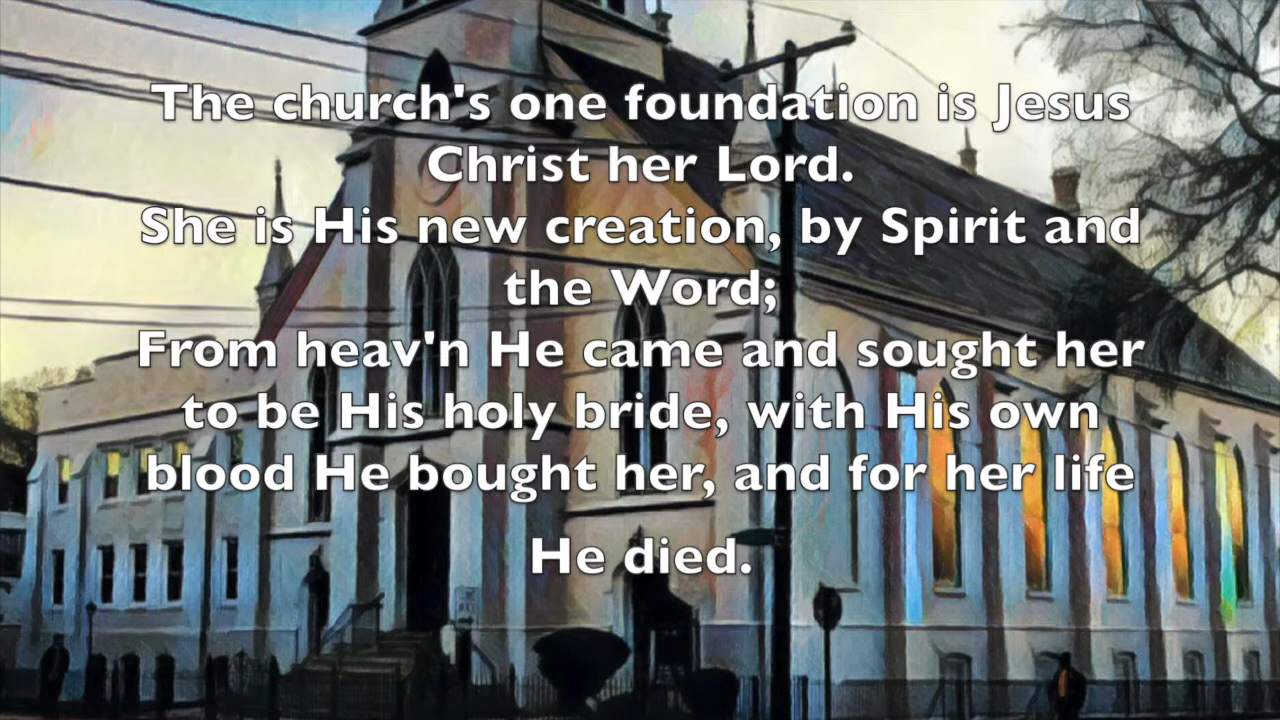 The church's one foundation is Jesus
Christ her Lord.
She is His new creation, by Spirit and
the Word;
From heav'n He came and sought her
to be His holy bride, with His own
blood He bought her, and for her life
He died.